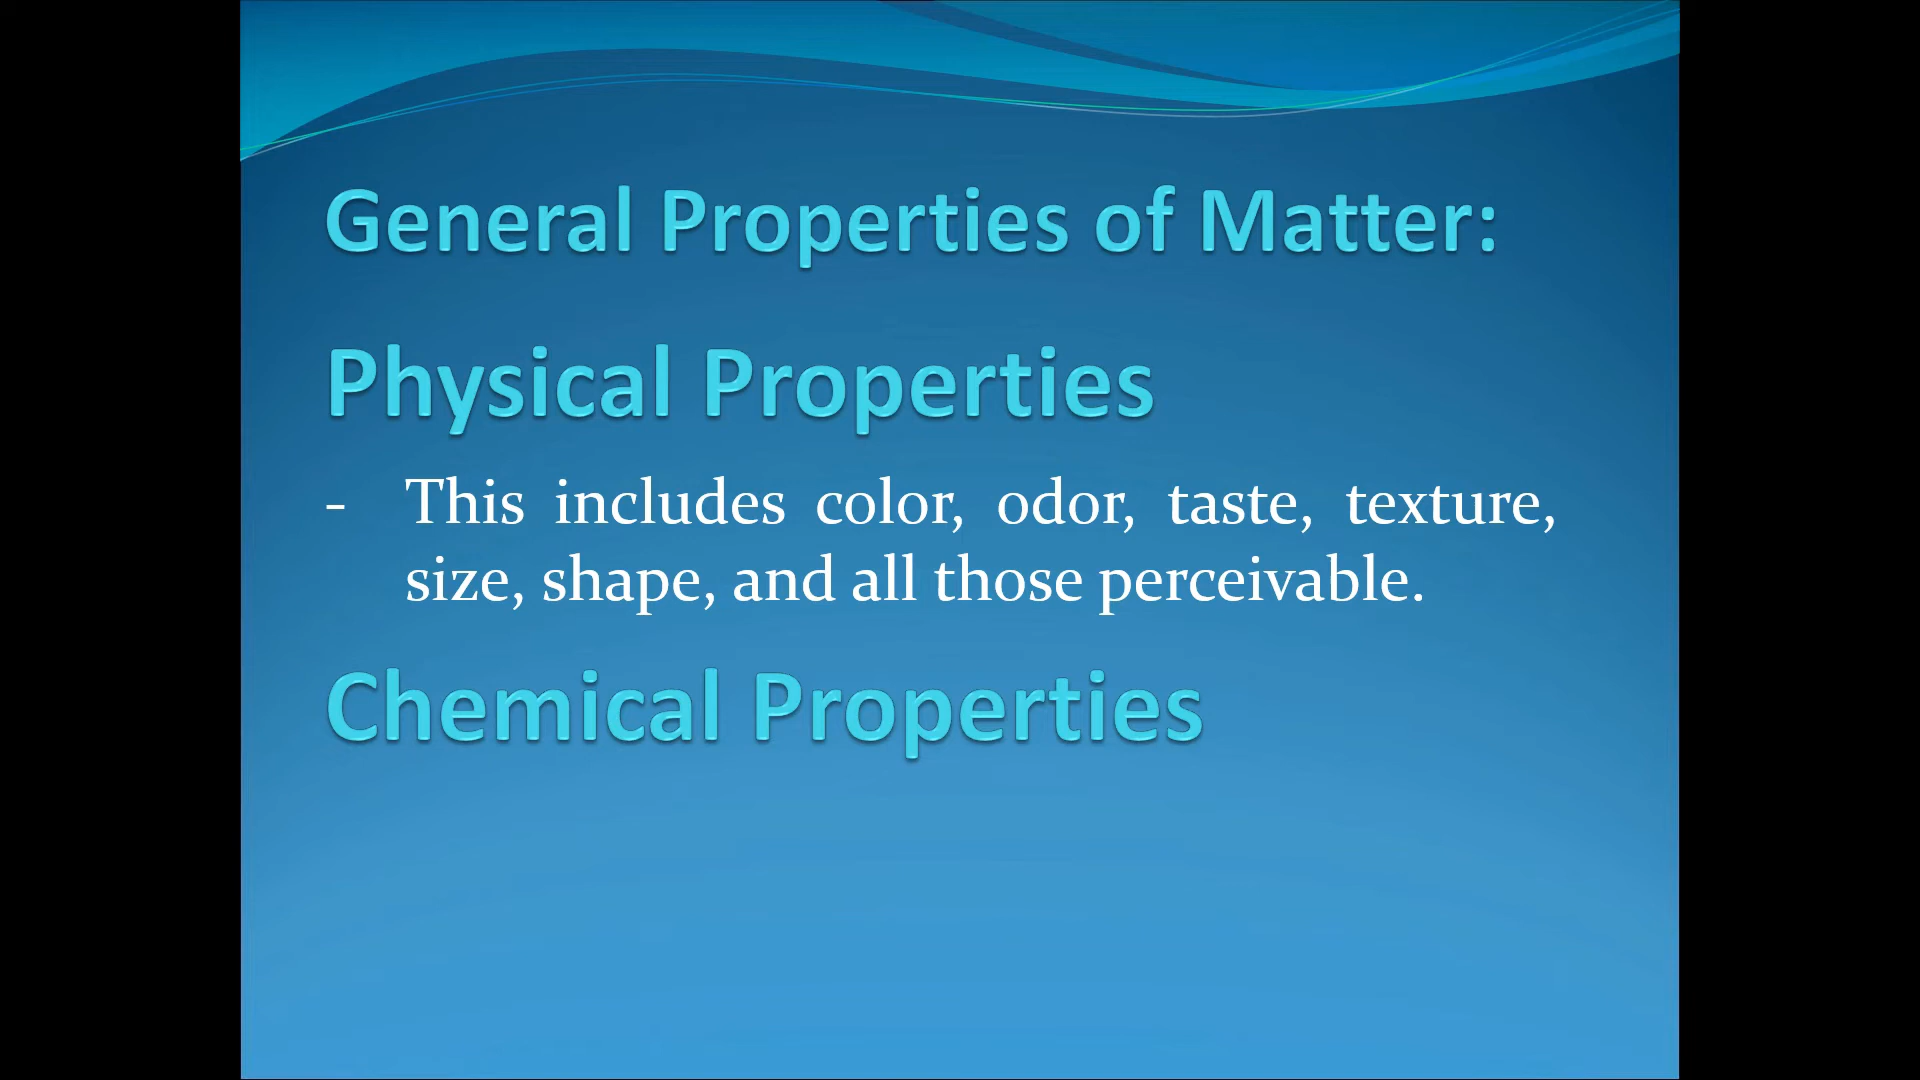 General Properties of Matter:
Physical Properties
- This includes color, odor, taste, texture,
size, shape, and all those perceivable.
Chemical Properties